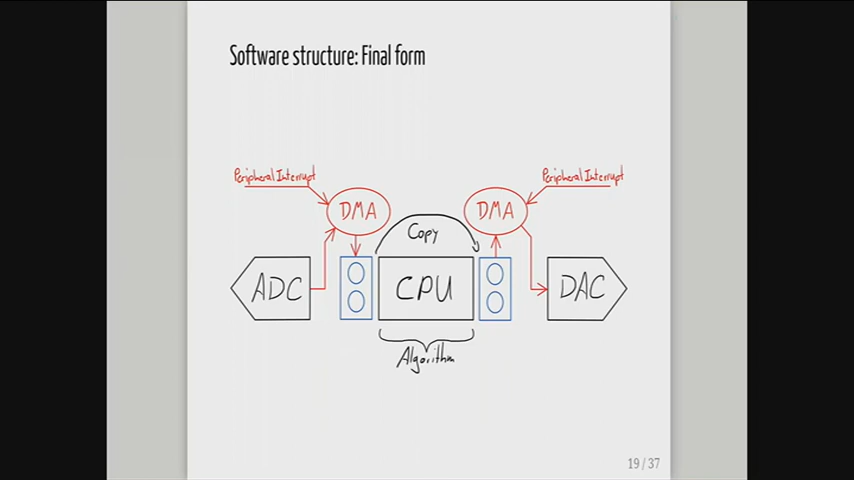 Software structure: Final form
Peripheral Interrupt
Peripheral Interrupt
DMA
DMA
Copy
ADC
CPU
DAC
Algorithm
19 / 37